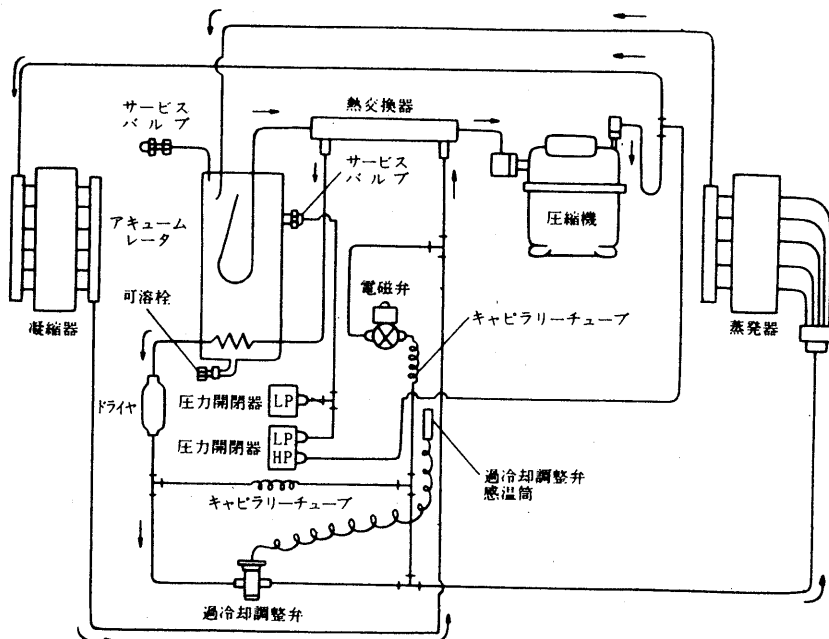 熱交換器
サービス
バルブ
サービス
バルブ
アキューム
レータ
圧縮機
電磁弁
可溶栓
キャピラリーチューブ
凝縮器
蒸発器
ドライヤ
圧力開閉器
LP
圧力開閉器
LP
HP
過冷却調整弁
感温筒
キャピラリーチューブ
過冷却調整弁